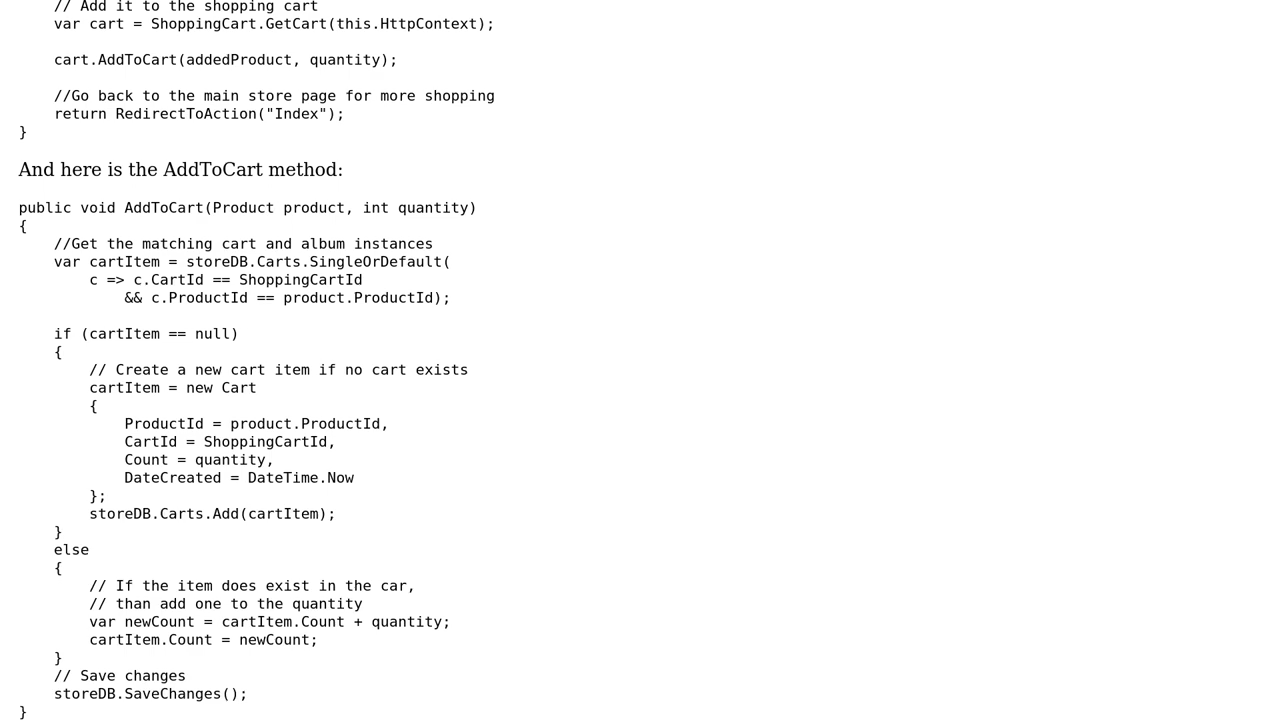 // Add it to the shopping cart
    var cart = ShoppingCart.GetCart(this.HttpContext);

    cart.AddToCart(addedProduct, quantity);

    //Go back to the main store page for more shopping
    return RedirectToAction("Index");
}
And here is the AddToCart method:
public void AddToCart(Product product, int quantity)
{
    //Get the matching cart and album instances
    var cartItem = storeDB.Carts.SingleOrDefault(
        c => c.CartId == ShoppingCartId
            && c.ProductId == product.ProductId);

    if (cartItem == null)
    {
        // Create a new cart item if no cart exists
        cartItem = new Cart
        {
            ProductId = product.ProductId,
            CartId = ShoppingCartId,
            Count = quantity,
            DateCreated = DateTime.Now
        };
        storeDB.Carts.Add(cartItem);
    }
    else
    {
        // If the item does exist in the car,
        // than add one to the quantity
        var newCount = cartItem.Count + quantity;
        cartItem.Count = newCount;
    }
    // Save changes
    storeDB.SaveChanges();
}